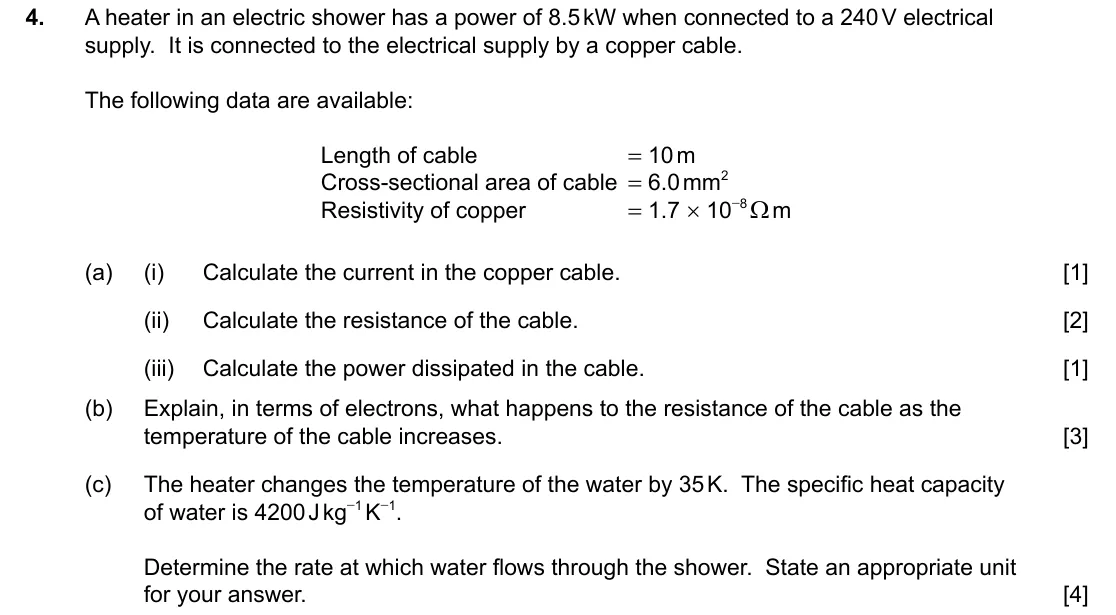 4. A heater in an electric shower has a power of 8.5 kW when connected to a 240 V electrical
supply. It is connected to the electrical supply by a copper cable.
The following data are available:
Length of cable = 10 m
Cross-sectional area of cable = 6.0 mm²
Resistivity of copper = 1.7 × 10⁻⁸ Ω m
(a) (i) Calculate the current in the copper cable. [1]
(ii) Calculate the resistance of the cable. [2]
(iii) Calculate the power dissipated in the cable. [1]
(b) Explain, in terms of electrons, what happens to the resistance of the cable as the
temperature of the cable increases. [3]
(c) The heater changes the temperature of the water by 35 K. The specific heat capacity
of water is 4200 J kg⁻¹ K⁻¹.
Determine the rate at which water flows through the shower. State an appropriate unit
for your answer. [4]